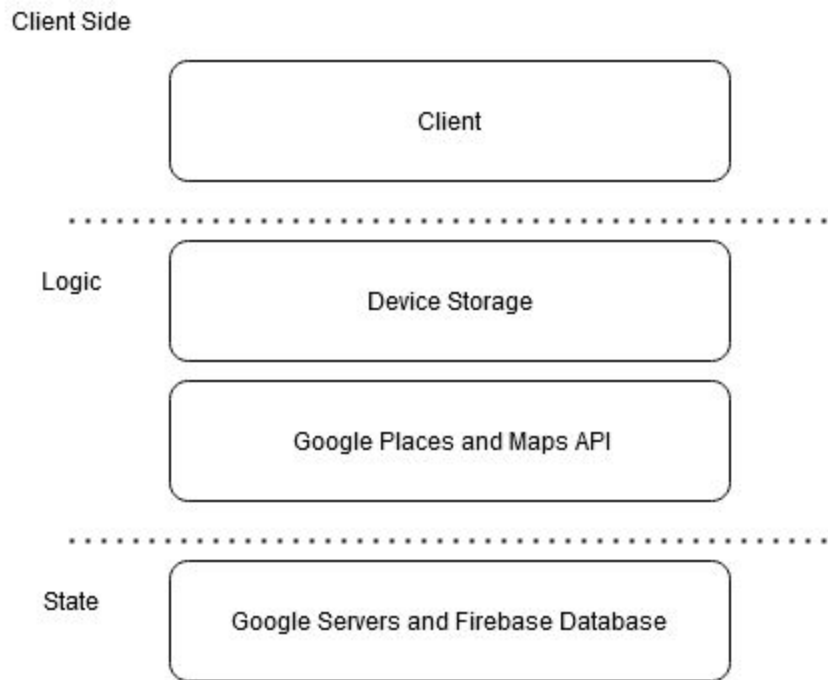 Client Side
Client
Logic
Device Storage
Google Places and Maps API
State
Google Servers and Firebase Database